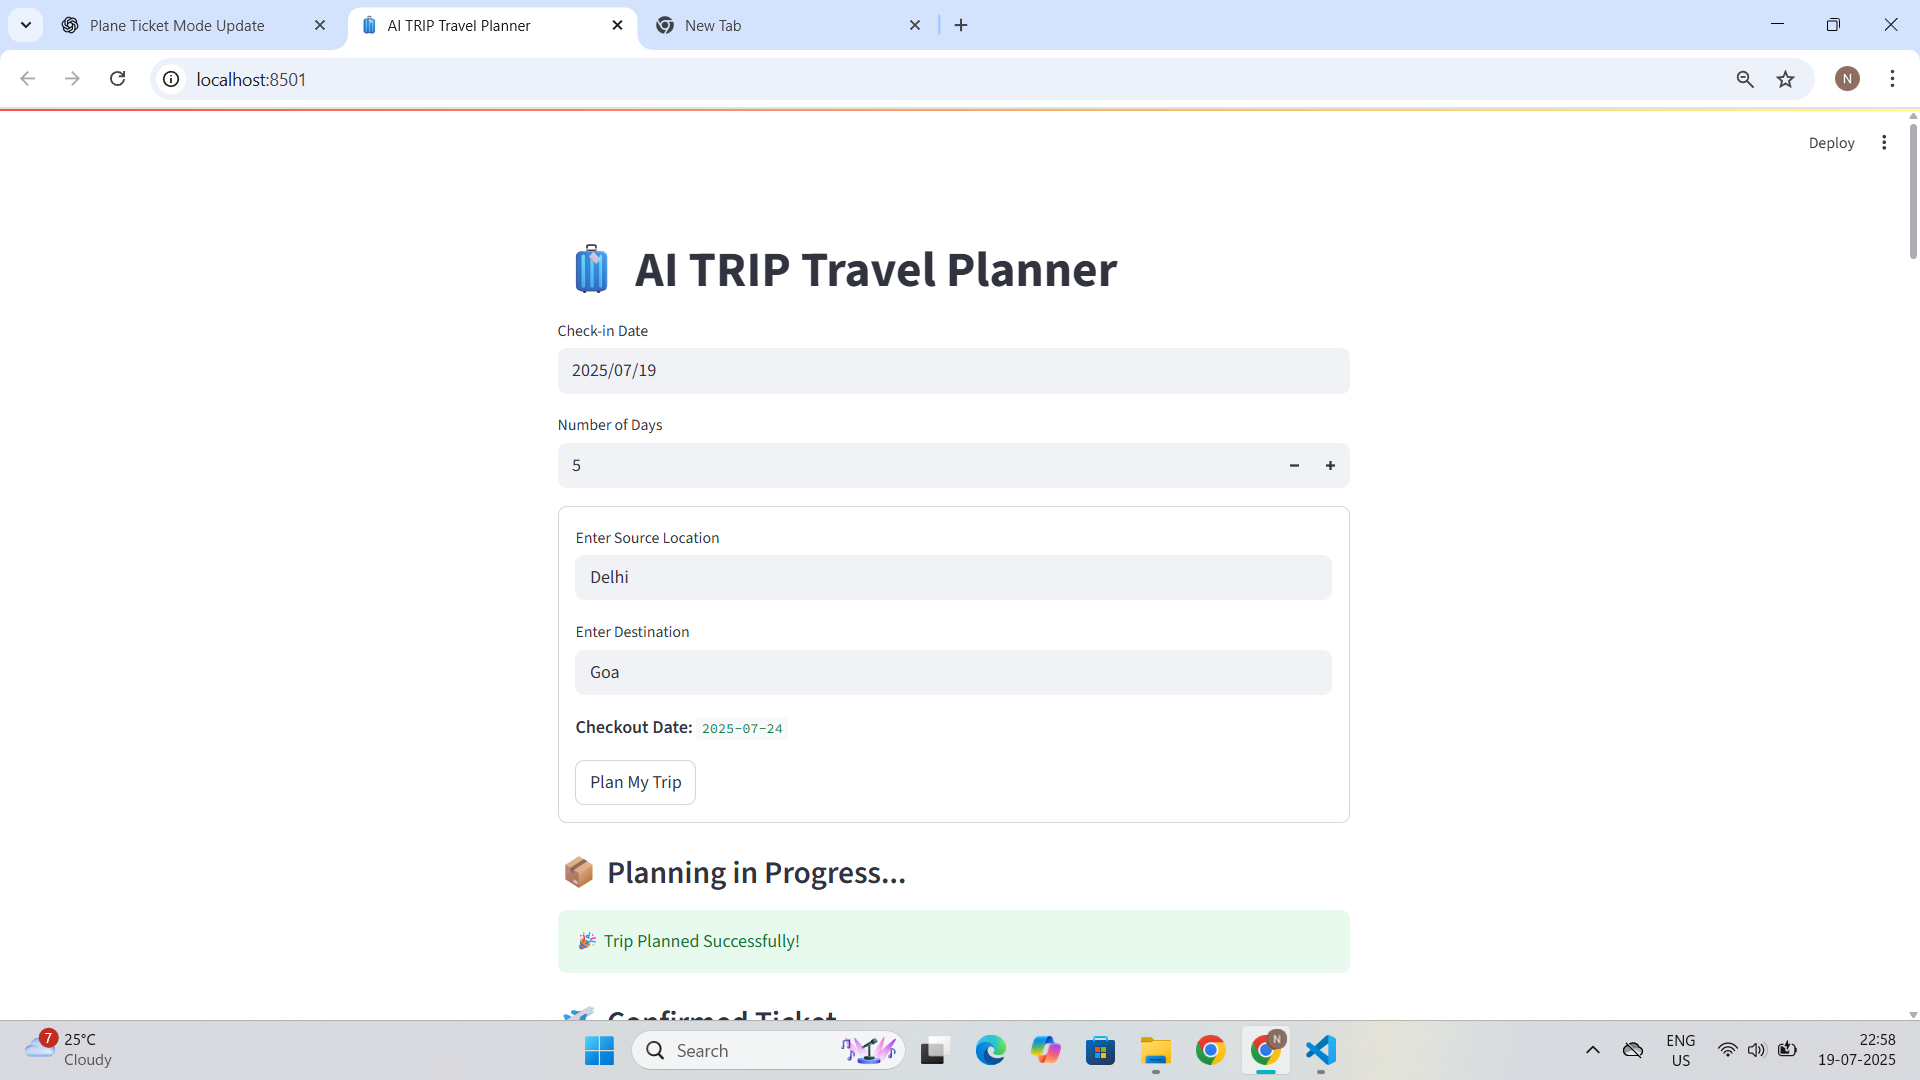 Plane Ticket Mode Update
AI TRIP Travel Planner
New Tab
localhost:8501
N
Deploy
AI TRIP Travel Planner
Check-in Date
2025/07/19
Number of Days
5
Enter Source Location
Delhi
Enter Destination
Goa
Checkout Date: 2025-07-24
Plan My Trip
Planning in Progress...
Trip Planned Successfully!
Confirmed Ticket
7
25°C
Cloudy
Search
N
ENG
US
22:58
19-07-2025